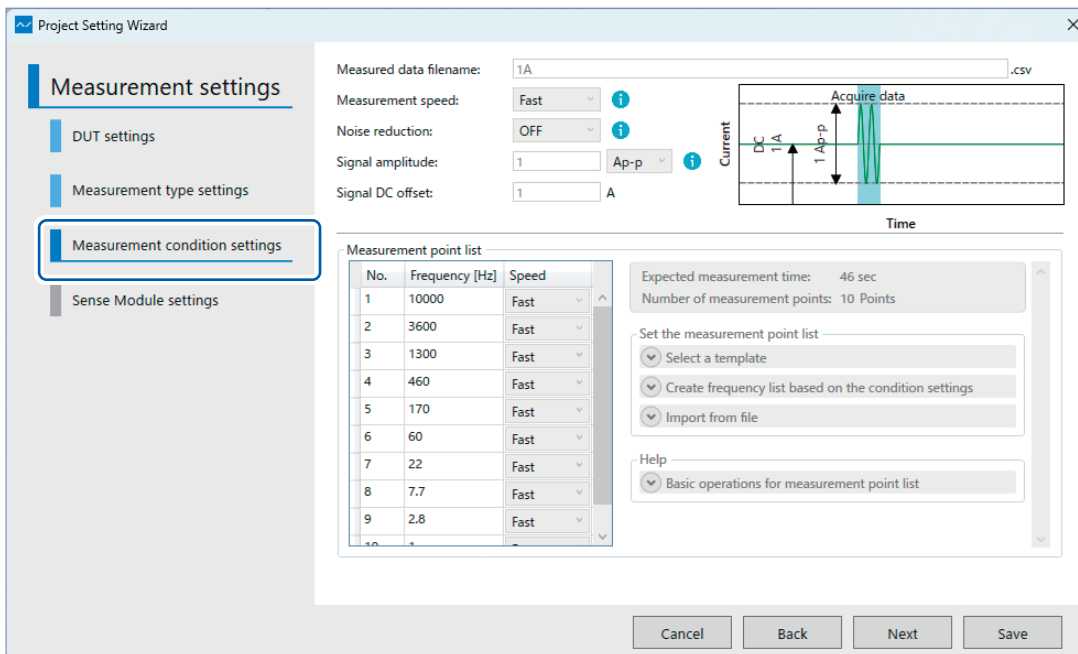 Project Setting Wizard
Measurement settings
DUT settings
Measurement type settings
Measurement condition settings
Sense Module settings
Measured data filename: 1A .csv
Measurement speed: Fast
Noise reduction: OFF
Signal amplitude: 1 Ap-p
Signal DC offset: 1 A
Acquire data
Current
DC
1 A
1 Ap-p
Time
Measurement point list
No. Frequency [Hz] Speed
1 10000 Fast
2 3600 Fast
3 1300 Fast
4 460 Fast
5 170 Fast
6 60 Fast
7 22 Fast
8 7.7 Fast
9 2.8 Fast
10 1
Expected measurement time: 46 sec
Number of measurement points: 10 Points
Set the measurement point list
Select a template
Create frequency list based on the condition settings
Import from file
Help
Basic operations for measurement point list
Cancel Back Next Save